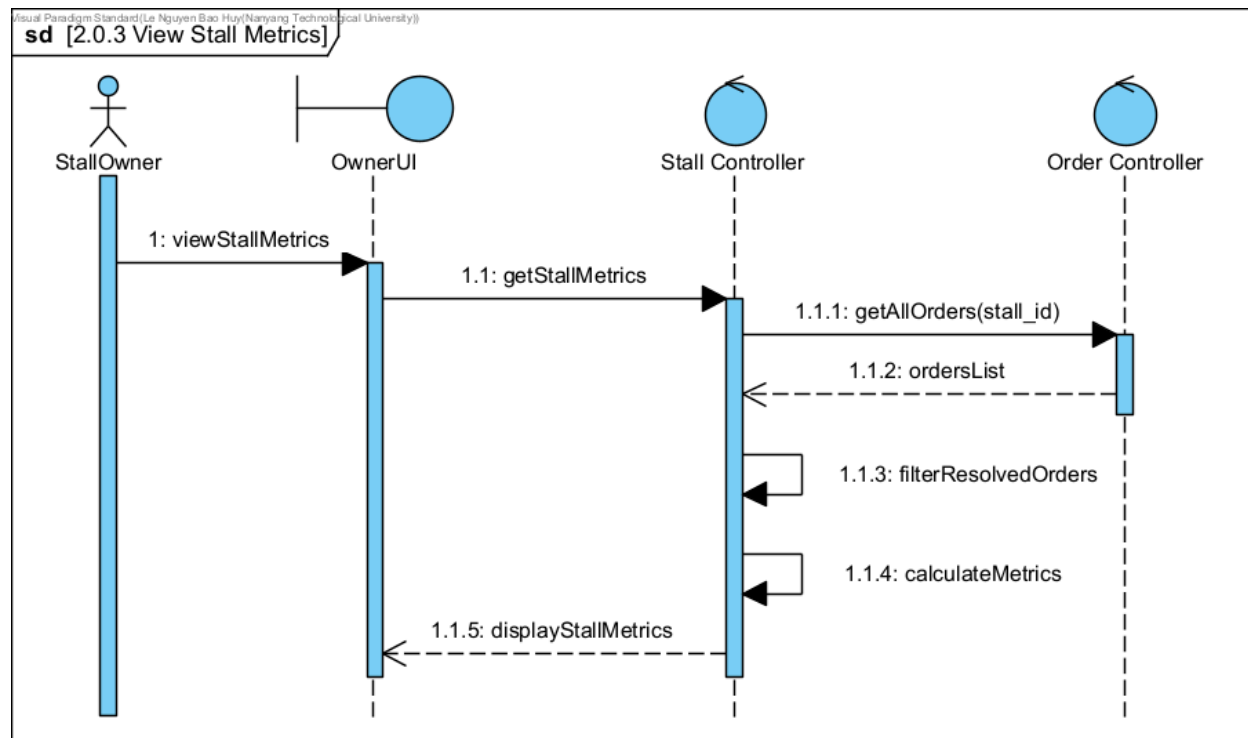 Visual Paradigm Standard(Le Nguyen Bao Huy(Nanyang Technological University))
sd [2.0.3 View Stall Metrics]
StallOwner
OwnerUI
Stall Controller
Order Controller
1: viewStallMetrics
1.1: getStallMetrics
1.1.1: getAllOrders(stall_id)
1.1.2: ordersList
1.1.3: filterResolvedOrders
1.1.4: calculateMetrics
1.1.5: displayStallMetrics